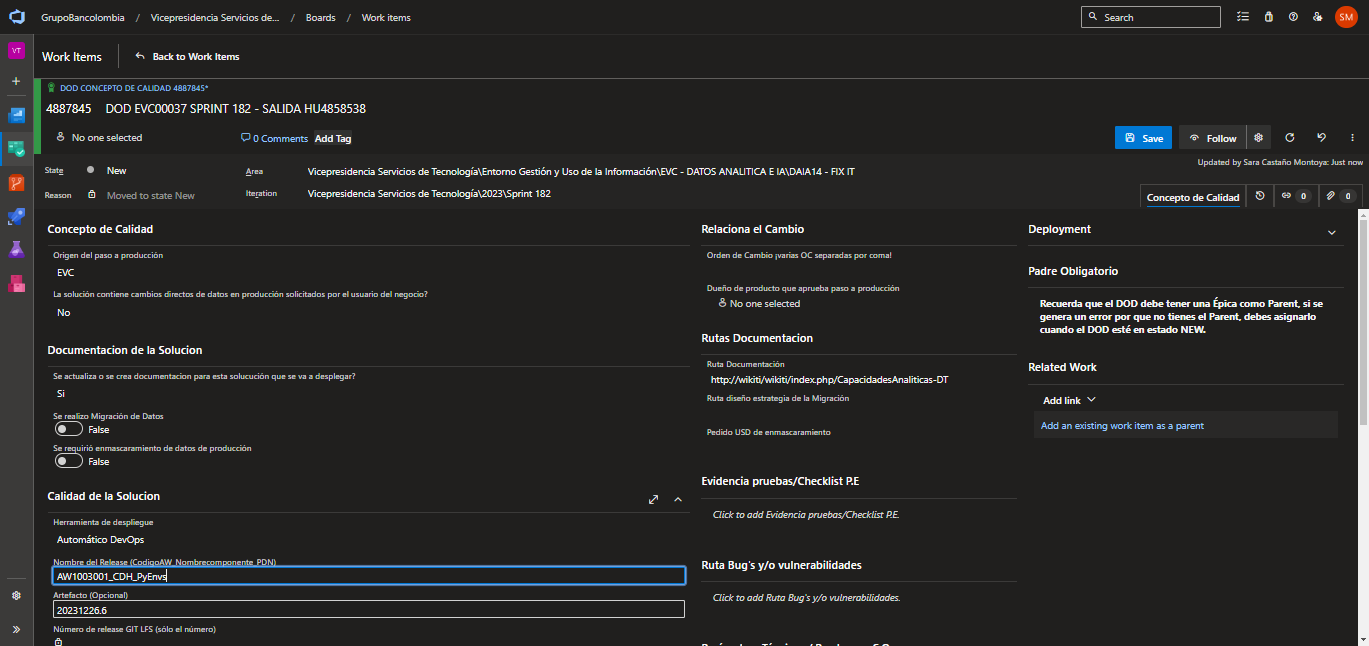 GrupoBancolombia / Vicepresidencia Servicios de... / Boards / Work items
Search
SM
VT
Work Items
Back to Work Items
DOD CONCEPTO DE CALIDAD 4887845*
4887845 DOD EVC00037 SPRINT 182 - SALIDA HU4858538
No one selected
0 Comments
Add Tag
Save
Follow
Updated by Sara Castaño Montoya: Just now
State
New
Area
Vicepresidencia Servicios de Tecnología\Entorno Gestión y Uso de la Información\EVC - DATOS ANALITICA E IA\DAIA14 - FIX IT
Reason
Moved to state New
Iteration
Vicepresidencia Servicios de Tecnología\2023\Sprint 182
Concepto de Calidad
0
0
Concepto de Calidad
Origen del paso a producción
EVC
La solución contiene cambios directos de datos en producción solicitados por el usuario del negocio?
No
Documentacion de la Solucion
Se actualiza o se crea documentacion para esta solucución que se va a desplegar?
Si
Se realizo Migración de Datos
False
Se requirió enmascaramiento de datos de producción
False
Calidad de la Solucion
Herramienta de despliegue
Automático DevOps
Nombre del Release (CodigoAW_Nombrecomponente_PDN)
AW1003001_CDH_PyEnvs
Artefacto (Opcional)
20231226.6
Número de release GIT LFS (sólo el número)
Relaciona el Cambio
Orden de Cambio ¡varias OC separadas por coma!
Dueño de producto que aprueba paso a producción
No one selected
Rutas Documentacion
Ruta Documentación
http://wikiti/wikiti/index.php/CapacidadesAnaliticas-DT
Ruta diseño estrategia de la Migración
Pedido USD de enmascaramiento
Evidencia pruebas/Checklist P.E
Click to add Evidencia pruebas/Checklist P.E.
Ruta Bug's y/o vulnerabilidades
Click to add Ruta Bug's y/o vulnerabilidades.
Deployment
Padre Obligatorio
Recuerda que el DOD debe tener una Épica como Parent, si se
genera un error por que no tienes el Parent, debes asignarlo
cuando el DOD esté en estado NEW.
Related Work
Add link
Add an existing work item as a parent